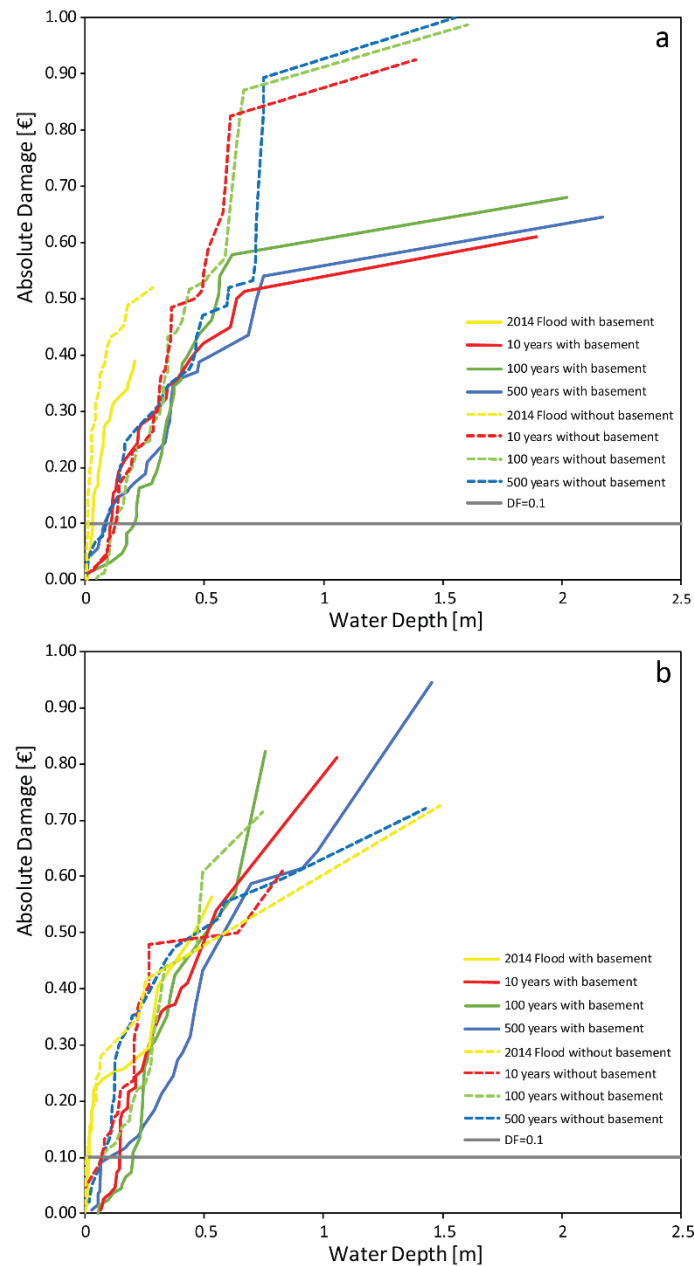 a
1.00
0.90
0.80
0.70
0.60
0.50
0.40
0.30
0.20
0.10
0.00
Absolute Damage [€]
2014 Flood with basement
10 years with basement
100 years with basement
500 years with basement
2014 Flood without basement
10 years without basement
100 years without basement
500 years without basement
DF=0.1
0
0.5
1
1.5
2
2.5
Water Depth [m]
b
1.00
0.90
0.80
0.70
0.60
0.50
0.40
0.30
0.20
0.10
0.00
Absolute Damage [€]
2014 Flood with basement
10 years with basement
100 years with basement
500 years with basement
2014 Flood without basement
10 years without basement
100 years without basement
500 years without basement
DF=0.1
0
0.5
1
1.5
2
2.5
Water Depth [m]